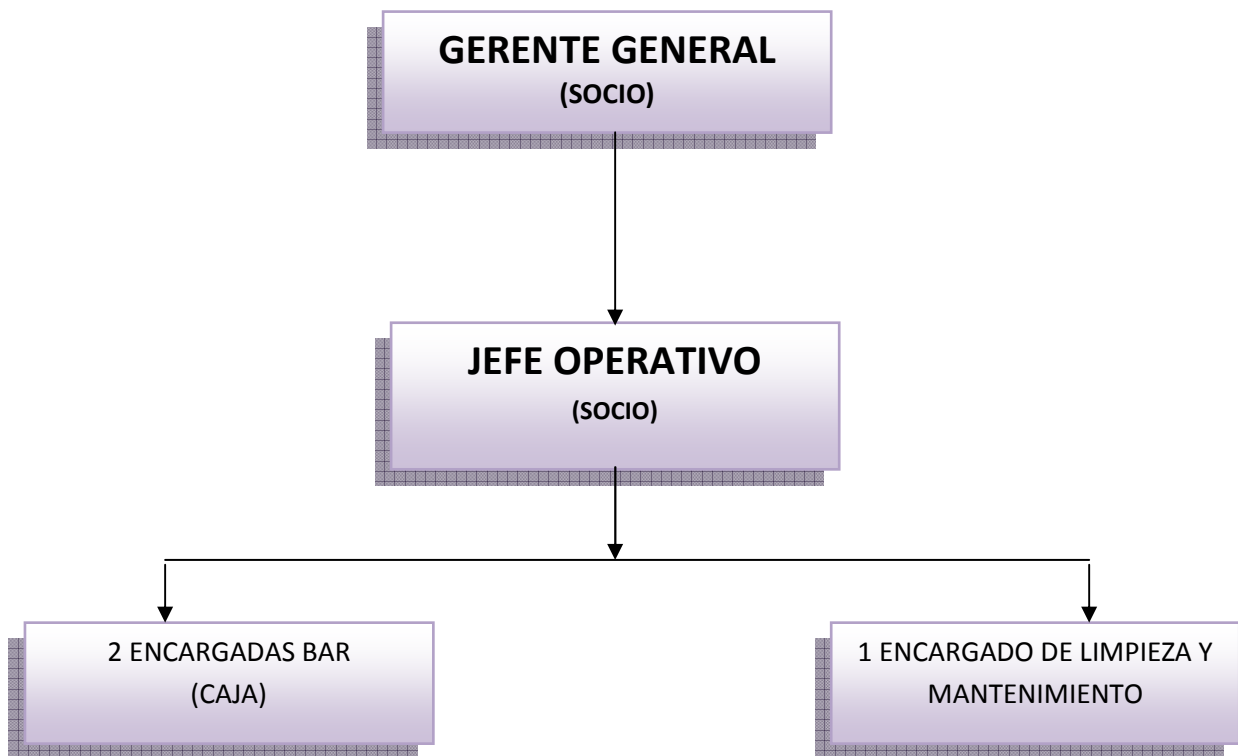 GERENTE GENERAL
(SOCIO)
JEFE OPERATIVO
(SOCIO)
2 ENCARGADAS BAR
(CAJA)
1 ENCARGADO DE LIMPIEZA Y
MANTENIMIENTO